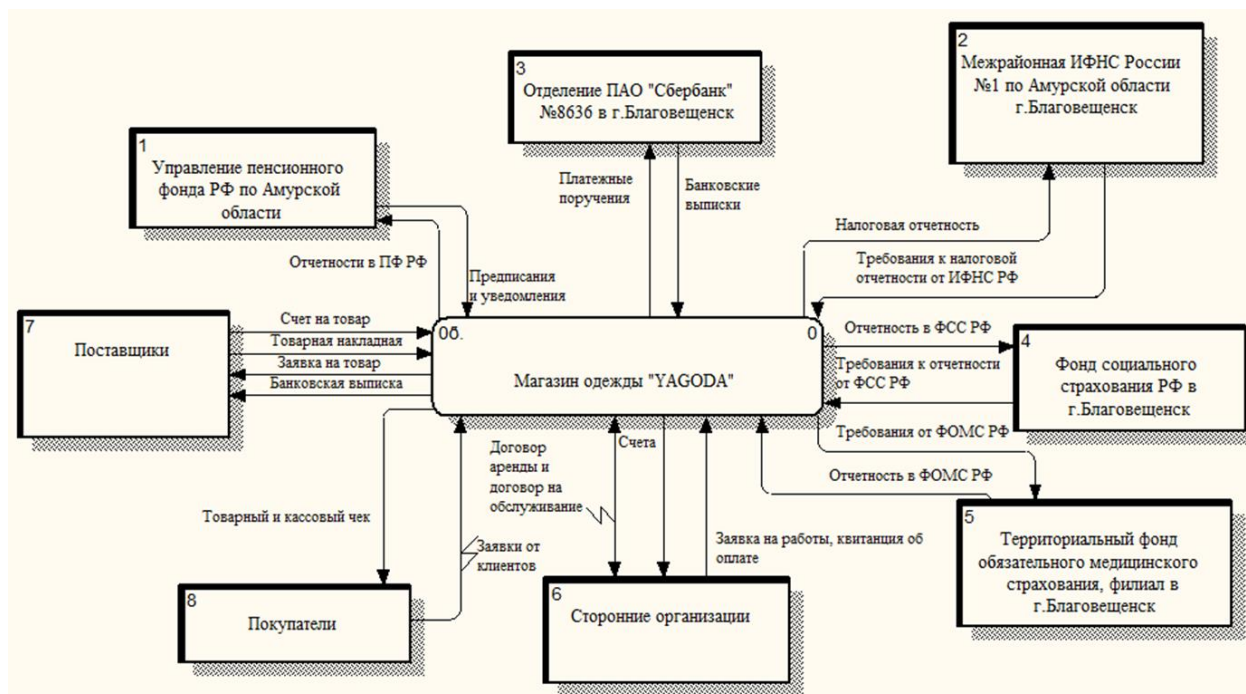 3
Отделение ПАО "Сбербанк"
№8636 в г.Благовещенск
2
Межрайонная ИФНС России
№1 по Амурской области
г.Благовещенск
1
Управление пенсионного
фонда РФ по Амурской
области
Платежные
поручения
Банковские
выписки
Налоговая отчетность
Отчетности в ПФ РФ
Предписания
и уведомления
Требования к налоговой
отчетности от ИФНС РФ
7
Поставщики
Счет на товар
Товарная накладная
Заявка на товар
Банковская выписка
0б.
0
Магазин одежды "YAGODA"
Отчетность в ФСС РФ
Требования к отчетности
от ФСС РФ
4
Фонд социального
страхования РФ в
г.Благовещенск
Требования от ФОМС РФ
Отчетность в ФОМС РФ
Договор
аренды и
договор на
обслуживание
Счета
Товарный и кассовый чек
Заявки от
клиентов
Заявка на работы, квитанция об
оплате
5
Территориальный фонд
обязательного медицинского
страхования, филиал в
г.Благовещенск
8
Покупатели
6
Сторонние организации